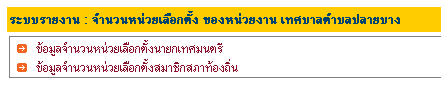 ระบบรายงาน : จำนวนหน่วยเลือกตั้ง ของหน่วยงาน เทศบาลตำบลปลายบาง
ข้อมูลจำนวนหน่วยเลือกตั้งนายกเทศมนตรี
ข้อมูลจำนวนหน่วยเลือกตั้งสมาชิกสภาท้องถิ่น